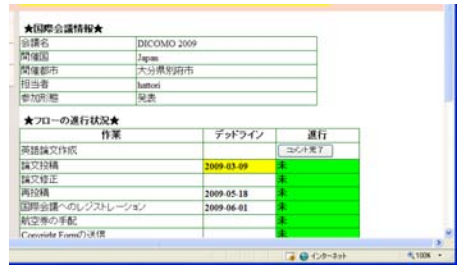 ★国際会議情報★
会議名 DICOMO 2009
開催国 Japan
開催都市 大分県別府市
担当者 hattori
参加形態 発表
★フローの進行状況★
作業 デッドライン 進行
英語論文作成 コメント完了
論文投稿 2009-03-09 未
論文修正 未
再投稿 2009-05-18 未
国際会議へのレジストレーション 2009-06-01 未
航空券の手配 未
Copyright Formの送信
インターネット 100%